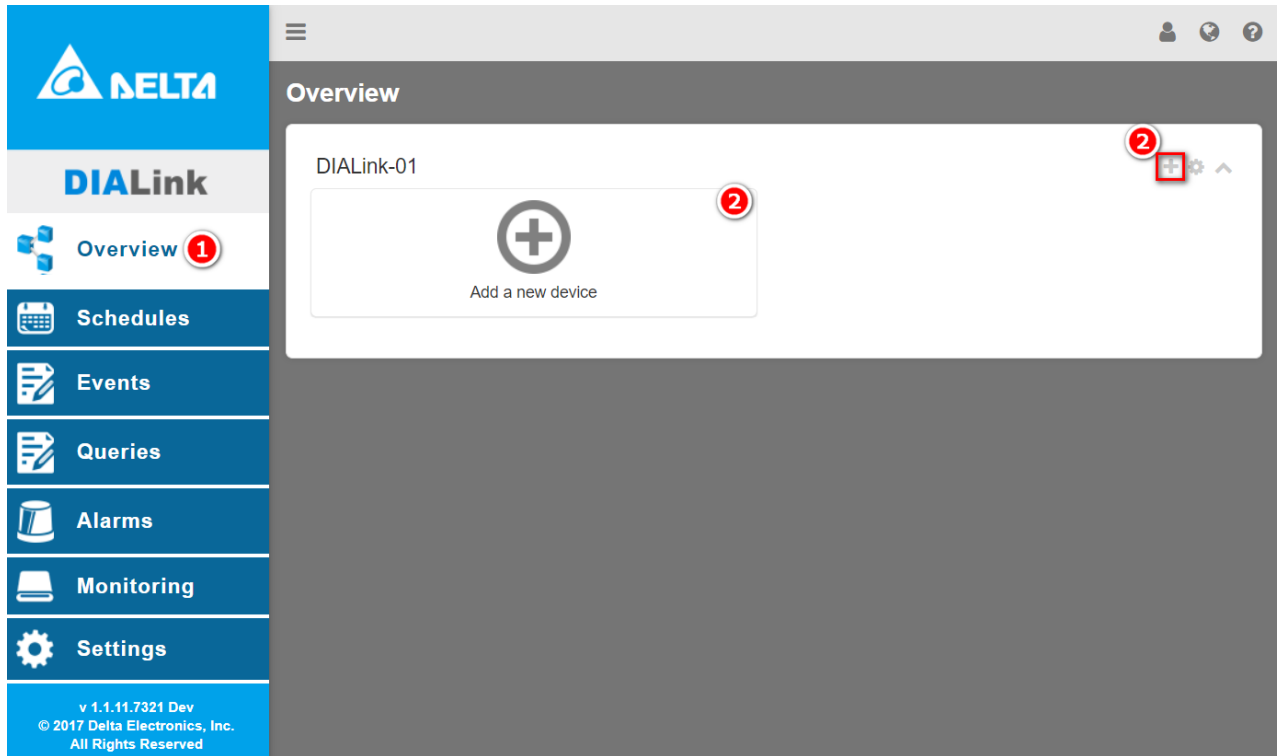 DELTA
Overview
DIALink
DIALink-01
2
2
Add a new device
Overview 1
Schedules
Events
Queries
Alarms
Monitoring
Settings
v 1.1.11.7321 Dev
© 2017 Delta Electronics, Inc.
All Rights Reserved